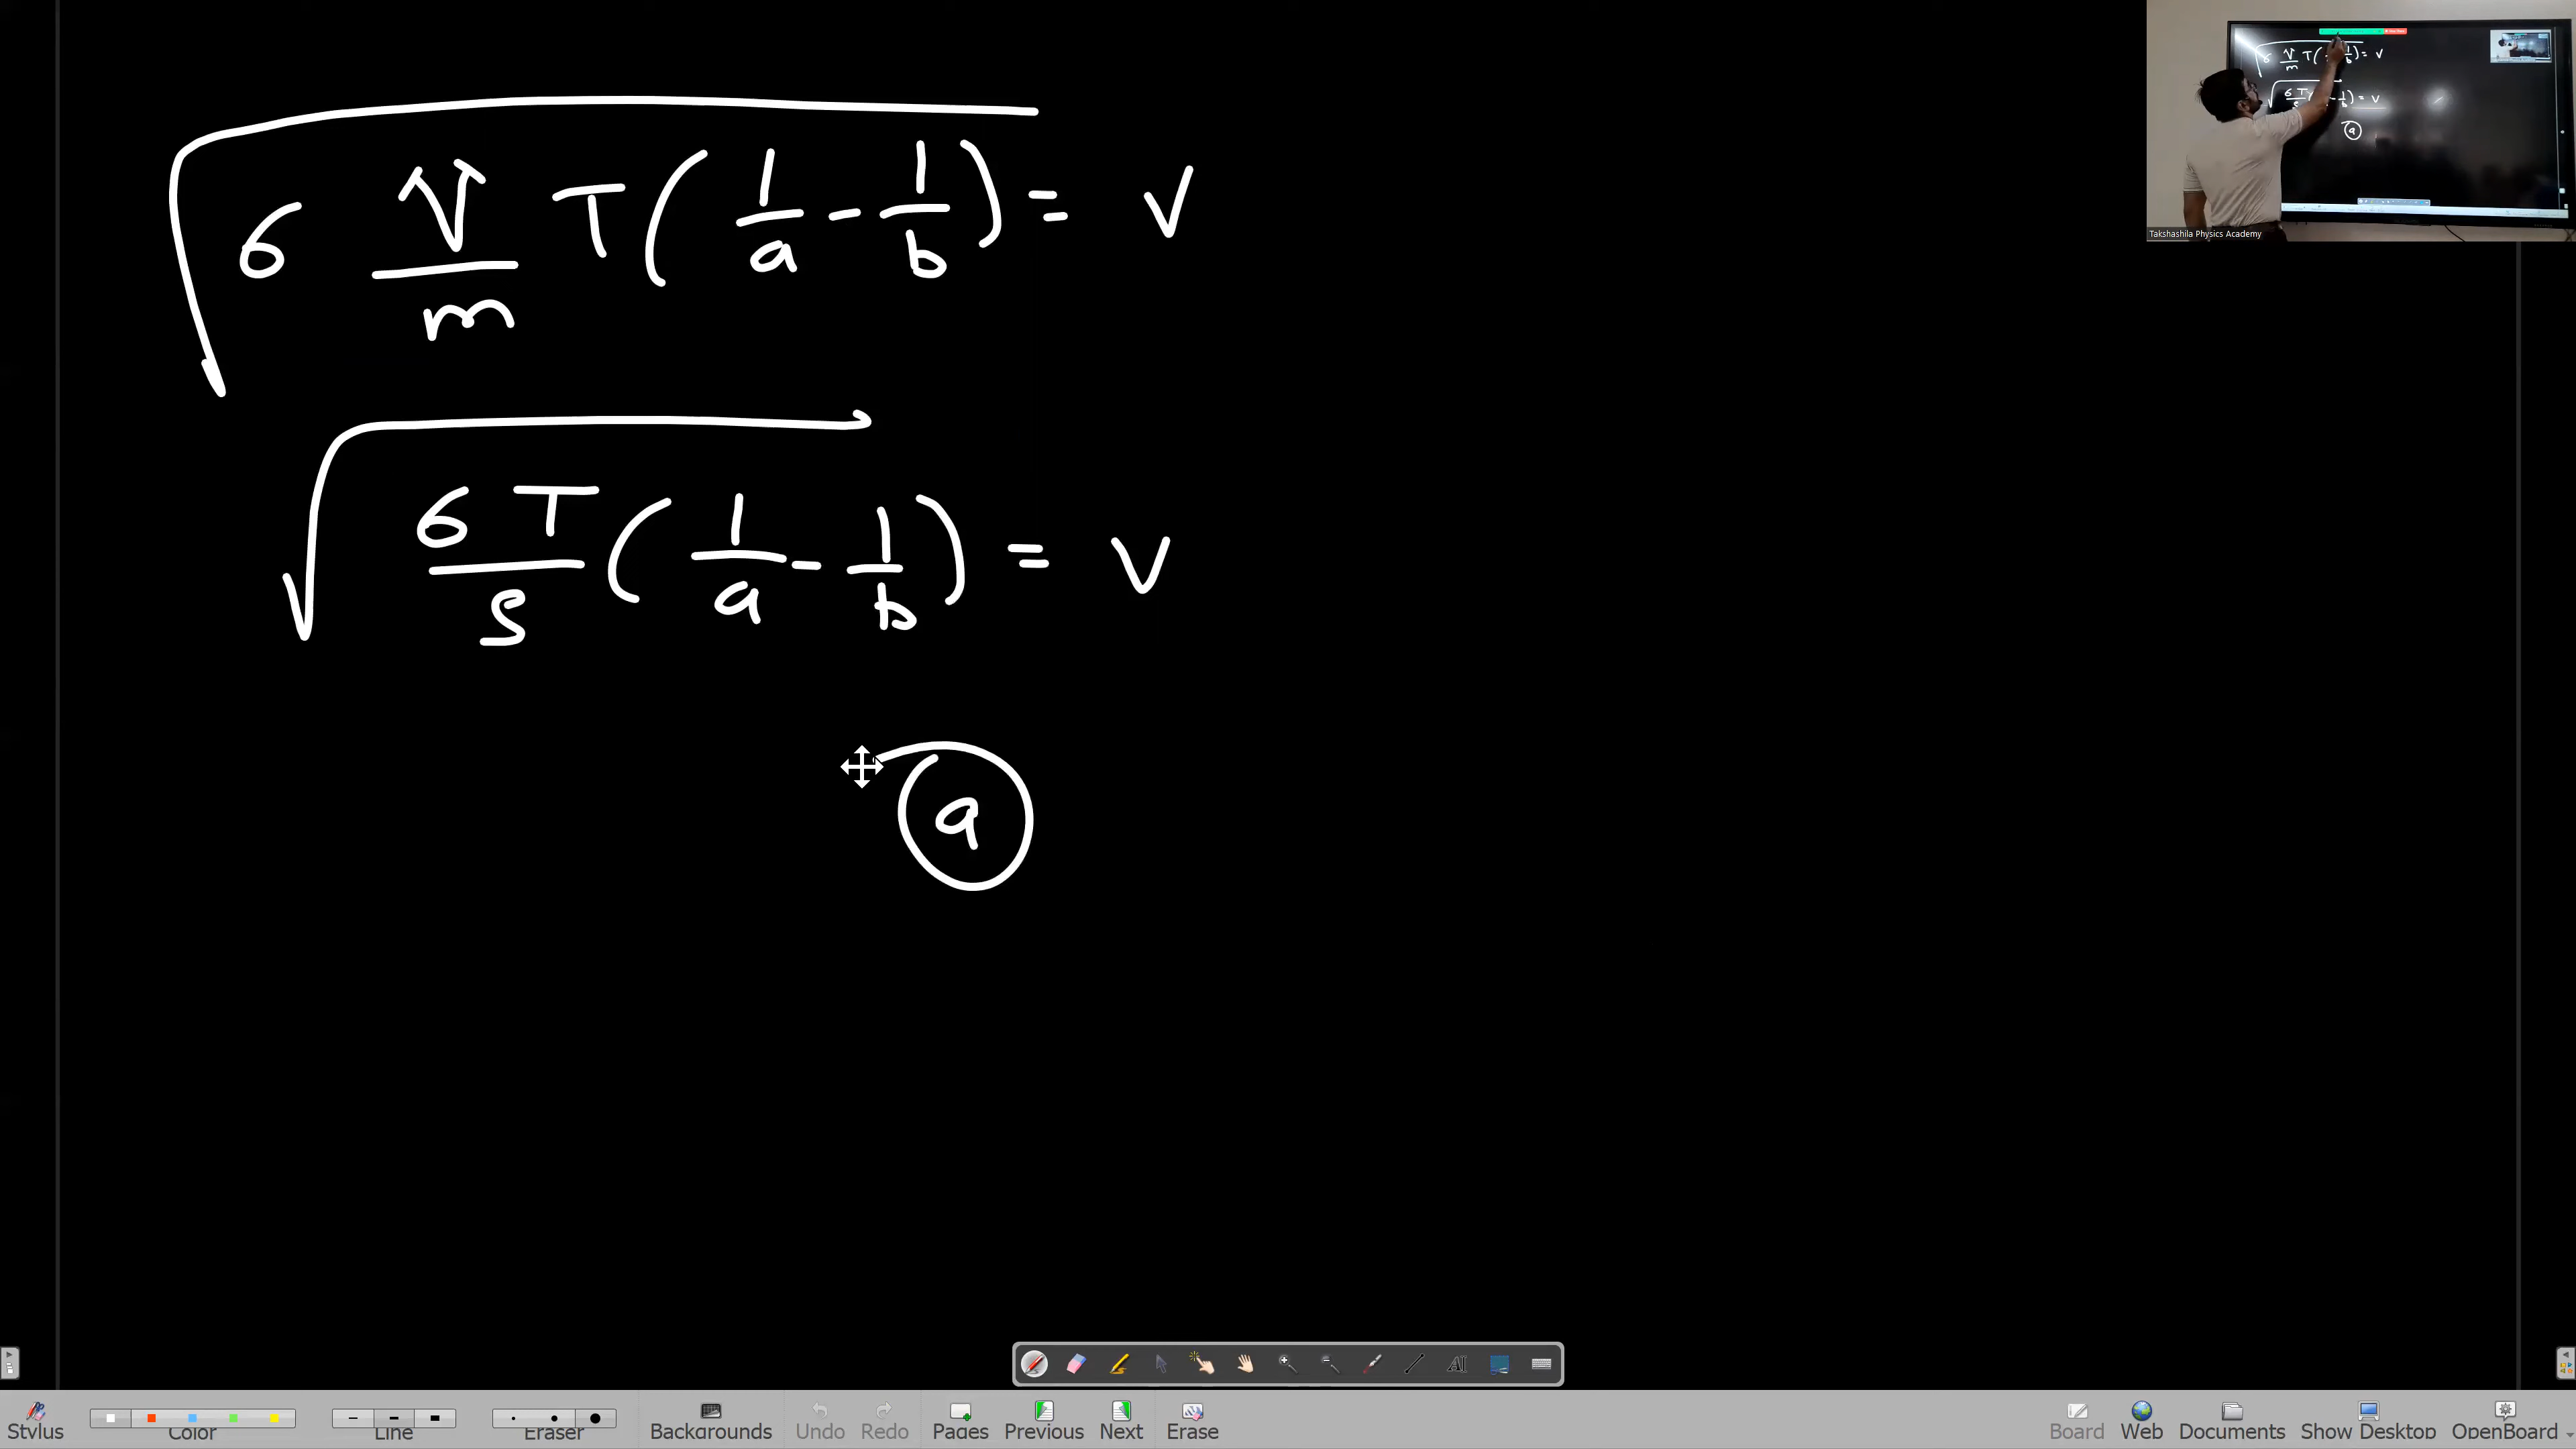 √6 V/m T(1/a - 1/b) = v
√6T/S (1/a - 1/b) = v
a
Takshashila Physics Academy
Stylus Color Line Eraser Backgrounds Undo Redo Pages Previous Next Erase Board Web Documents Show Desktop OpenBoard